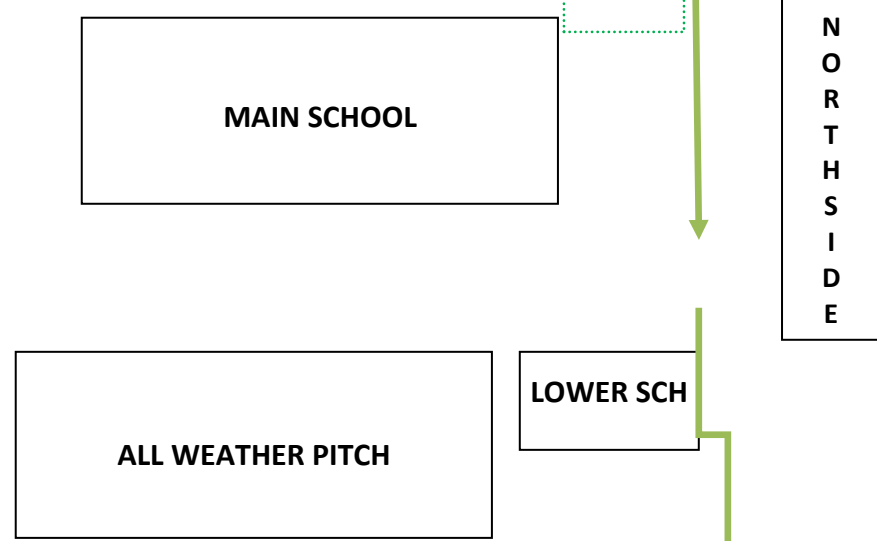 MAIN SCHOOL
N
O
R
T
H
S
I
D
E
LOWER SCH
ALL WEATHER PITCH